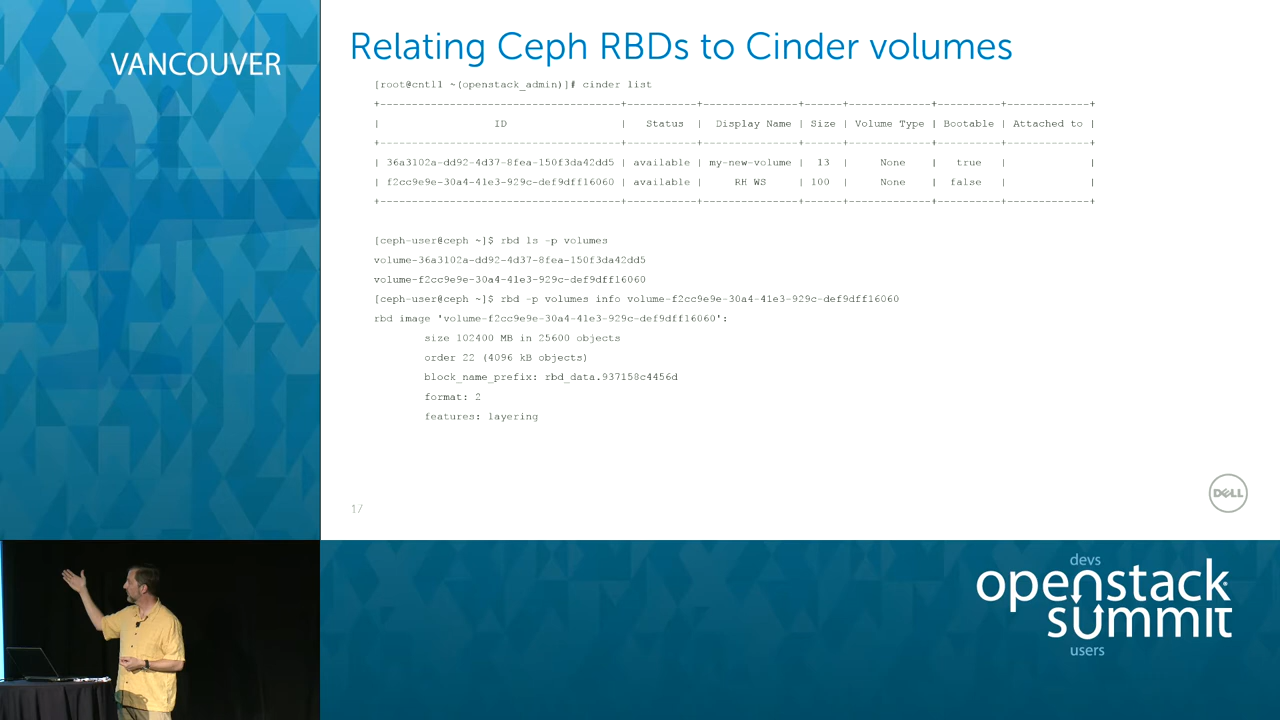 VANCOUVER
Relating Ceph RBDs to Cinder volumes
[root@cntl1 ~(openstack_admin)]# cinder list
+--------------------------------------+-----------+---------------+------+-------------+----------+-------------+
| ID | Status | Display Name | Size | Volume Type | Bootable | Attached to |
+--------------------------------------+-----------+---------------+------+-------------+----------+-------------+
| 36a3102a-dd92-4d37-8fea-150f3da42dd5 | available | my-new-volume | 13 | None | true | |
| f2cc9e9e-30a4-41e3-929c-def9dff16060 | available | RH WS | 100 | None | false | |
+--------------------------------------+-----------+---------------+------+-------------+----------+-------------+
[ceph-user@ceph ~]$ rbd ls -p volumes
volume-36a3102a-dd92-4d37-8fea-150f3da42dd5
volume-f2cc9e9e-30a4-41e3-929c-def9dff16060
[ceph-user@ceph ~]$ rbd -p volumes info volume-f2cc9e9e-30a4-41e3-929c-def9dff16060
rbd image 'volume-f2cc9e9e-30a4-41e3-929c-def9dff16060':
size 102400 MB in 25600 objects
order 22 (4096 kB objects)
block_name_prefix: rbd_data.937158c4456d
format: 2
features: layering
17
DELL
devs
openstack
summit
users